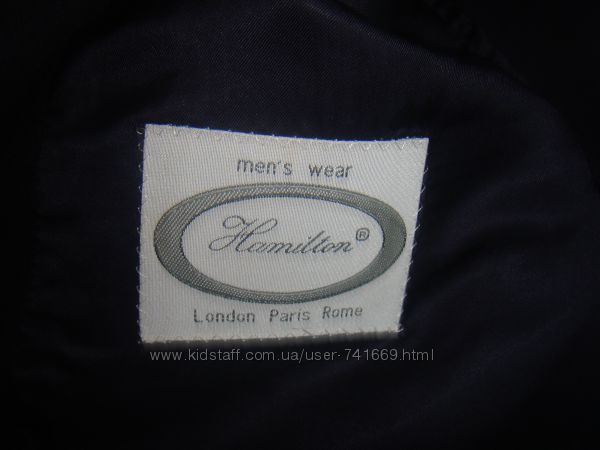 men's wear
Hamilton®
London Paris Rome
www.kidstaff.com.ua/user-741669.html